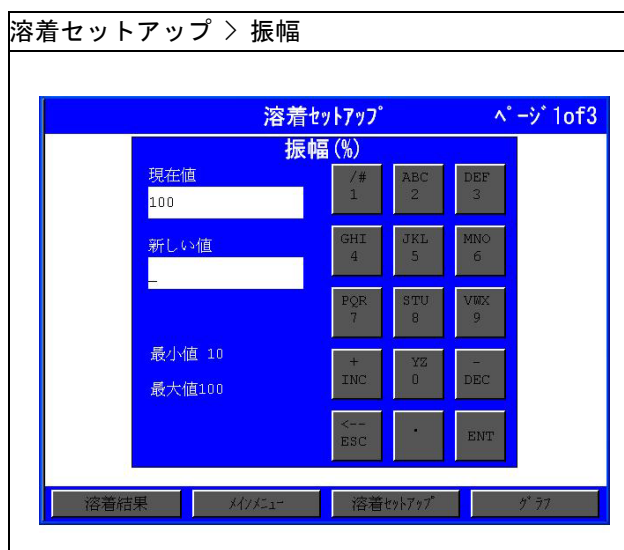 溶着セットアップ > 振幅
溶着ｾｯﾄｱｯﾌﾟ ﾍﾟｰｼﾞ1of3
振幅(%)
現在値
100
新しい値
_
最小値 10
最大値100
/# 1
ABC 2
DEF 3
GHI 4
JKL 5
MNO 6
PQR 7
STU 8
VWX 9
+ INC
YZ 0
- DEC
<-- ESC
.
ENT
溶着結果 ﾒｲﾝﾒﾆｭｰ 溶着ｾｯﾄｱｯﾌﾟ ｸﾞﾗﾌ